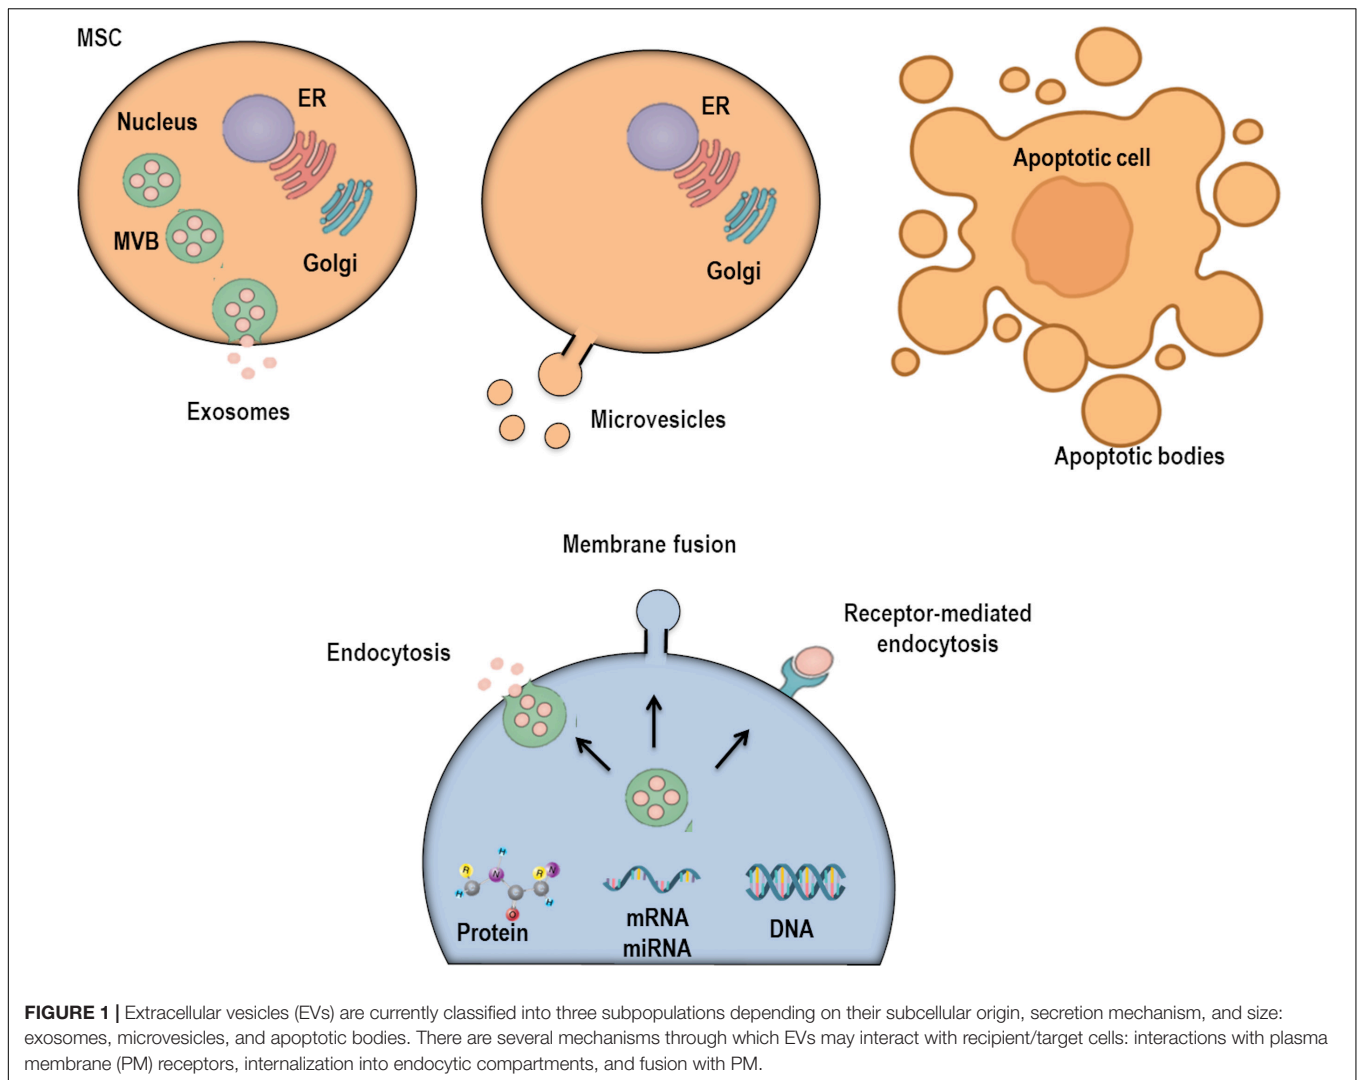 MSC
ER
Nucleus
MVB
Golgi
Exosomes
ER
Golgi
Microvesicles
Apoptotic cell
Apoptotic bodies
Membrane fusion
Endocytosis
Receptor-mediated
endocytosis
R
H
N
R
N
H
H
O
Protein
mRNA
miRNA
DNA
FIGURE 1 | Extracellular vesicles (EVs) are currently classified into three subpopulations depending on their subcellular origin, secretion mechanism, and size:
exosomes, microvesicles, and apoptotic bodies. There are several mechanisms through which EVs may interact with recipient/target cells: interactions with plasma
membrane (PM) receptors, internalization into endocytic compartments, and fusion with PM.